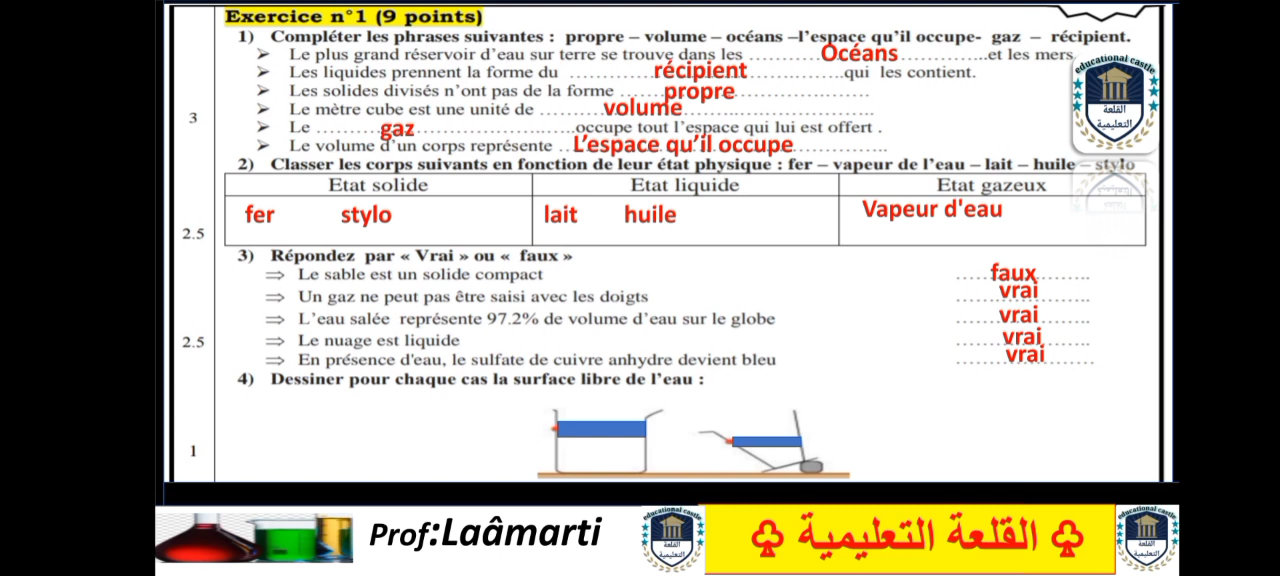 Exercice n°1 (9 points)
1) Compléter les phrases suivantes : propre – volume – océans –l'espace qu'il occupe- gaz – récipient.
➢ Le plus grand réservoir d'eau sur terre se trouve dans les ………… Océans …………et les mers.
➢ Les liquides prennent la forme du ………… récipient …………qui les contient.
➢ Les solides divisés n'ont pas de la forme …… propre …………
➢ Le mètre cube est une unité de ……… volume …………
3
➢ Le ……… gaz …………occupe tout l'espace qui lui est offert .
➢ Le volume d'un corps représente … L'espace qu'il occupe …………
2) Classer les corps suivants en fonction de leur état physique : fer – vapeur de l'eau – lait – huile – stylo
Etat solide Etat liquide Etat gazeux
fer stylo lait huile Vapeur d'eau
2.5
3) Répondez par « Vrai » ou « faux »
⇒ Le sable est un solide compact ……faux………
⇒ Un gaz ne peut pas être saisi avec les doigts ……vrai………
⇒ L'eau salée représente 97.2% de volume d'eau sur le globe ……vrai………
2.5
⇒ Le nuage est liquide ……vrai………
⇒ En présence d'eau, le sulfate de cuivre anhydre devient bleu ……vrai………
4) Dessiner pour chaque cas la surface libre de l'eau :
1
educational castle
القلعة
التعليمية
Prof:Laâmarti
educational castle
القلعة
التعليمية
♧ القلعة التعليمية ♧
educational castle
القلعة
التعليمية